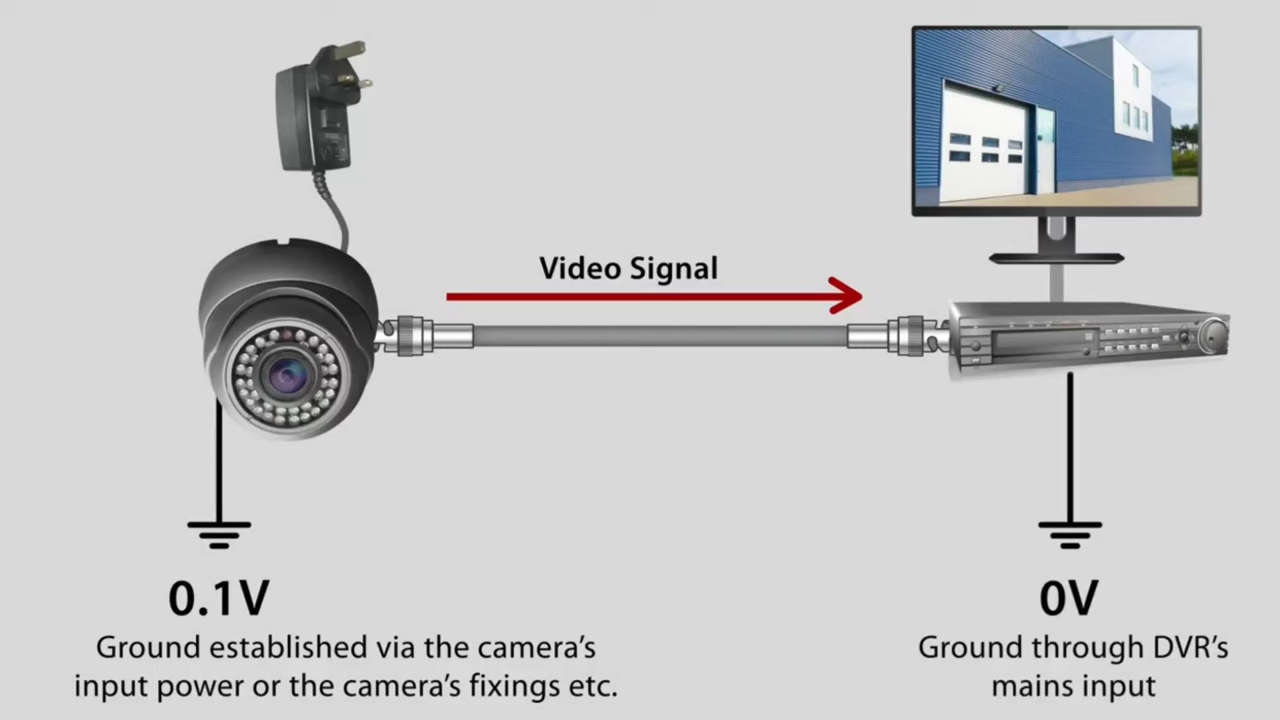 Video Signal
0.1V
Ground established via the camera's
input power or the camera's fixings etc.
0V
Ground through DVR's
mains input